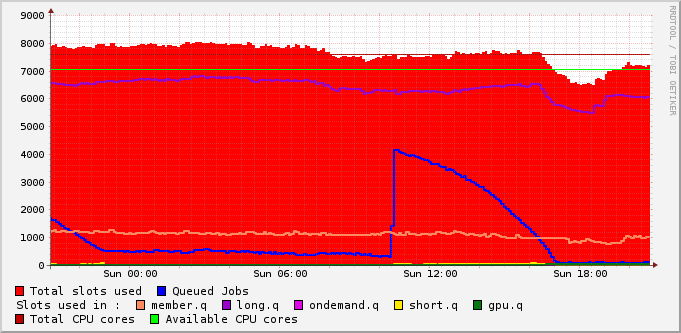 9000
8000
7000
6000
5000
4000
3000
2000
1000
0
Sun 00:00 Sun 06:00 Sun 12:00 Sun 18:00
RRDTOOL / TOBI OETIKER
Total slots used Queued Jobs
Slots used in : member.q long.q ondemand.q short.q gpu.q
Total CPU cores Available CPU cores